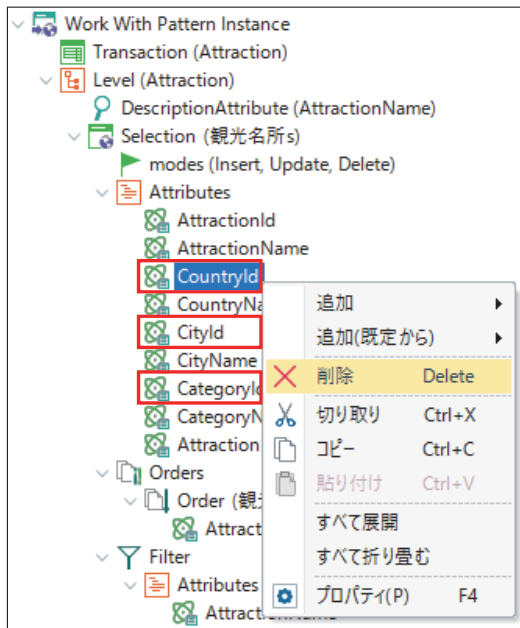 Work With Pattern Instance
Transaction (Attraction)
Level (Attraction)
DescriptionAttribute (AttractionName)
Selection (観光名所s)
modes (Insert, Update, Delete)
Attributes
AttractionId
AttractionName
CountryId
CountryNa
CityId
CityName
CategoryId
CategoryN
Attraction
Orders
Order (観
Attract
Filter
Attributes
AttractionName
追加
追加(既定から)
削除 Delete
切り取り Ctrl+X
コピー Ctrl+C
貼り付け Ctrl+V
すべて展開
すべて折り畳む
プロパティ(P) F4